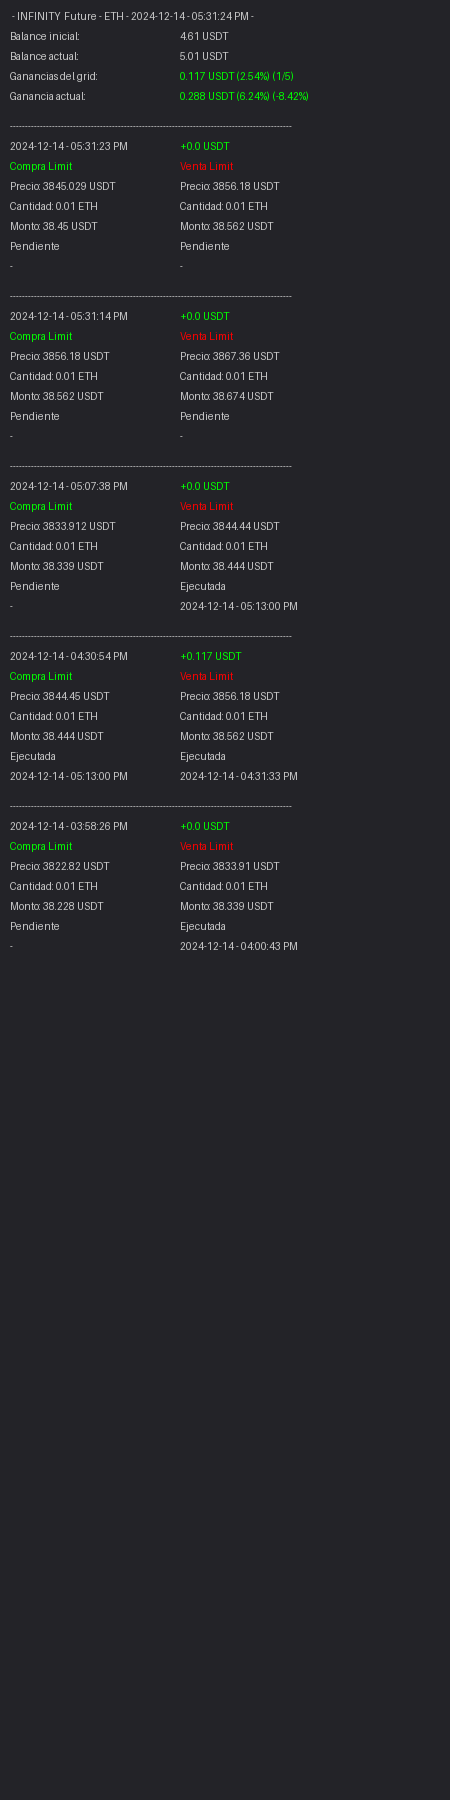 - INFINITY Future - ETH - 2024-12-14 - 05:31:24 PM -
Balance inicial: 4.61 USDT
Balance actual: 5.01 USDT
Ganancias del grid: 0.117 USDT (2.54%) (1/5)
Ganancia actual: 0.288 USDT (6.24%) (-8.42%)
----------------------------------------------------------------------------------------------
2024-12-14 - 05:31:23 PM +0.0 USDT
Compra Limit Venta Limit
Precio: 3845.029 USDT Precio: 3856.18 USDT
Cantidad: 0.01 ETH Cantidad: 0.01 ETH
Monto: 38.45 USDT Monto: 38.562 USDT
Pendiente Pendiente
- -
----------------------------------------------------------------------------------------------
2024-12-14 - 05:31:14 PM +0.0 USDT
Compra Limit Venta Limit
Precio: 3856.18 USDT Precio: 3867.36 USDT
Cantidad: 0.01 ETH Cantidad: 0.01 ETH
Monto: 38.562 USDT Monto: 38.674 USDT
Pendiente Pendiente
- -
----------------------------------------------------------------------------------------------
2024-12-14 - 05:07:38 PM +0.0 USDT
Compra Limit Venta Limit
Precio: 3833.912 USDT Precio: 3844.44 USDT
Cantidad: 0.01 ETH Cantidad: 0.01 ETH
Monto: 38.339 USDT Monto: 38.444 USDT
Pendiente Ejecutada
- 2024-12-14 - 05:13:00 PM
----------------------------------------------------------------------------------------------
2024-12-14 - 04:30:54 PM +0.117 USDT
Compra Limit Venta Limit
Precio: 3844.45 USDT Precio: 3856.18 USDT
Cantidad: 0.01 ETH Cantidad: 0.01 ETH
Monto: 38.444 USDT Monto: 38.562 USDT
Ejecutada Ejecutada
2024-12-14 - 05:13:00 PM 2024-12-14 - 04:31:33 PM
----------------------------------------------------------------------------------------------
2024-12-14 - 03:58:26 PM +0.0 USDT
Compra Limit Venta Limit
Precio: 3822.82 USDT Precio: 3833.91 USDT
Cantidad: 0.01 ETH Cantidad: 0.01 ETH
Monto: 38.228 USDT Monto: 38.339 USDT
Pendiente Ejecutada
- 2024-12-14 - 04:00:43 PM